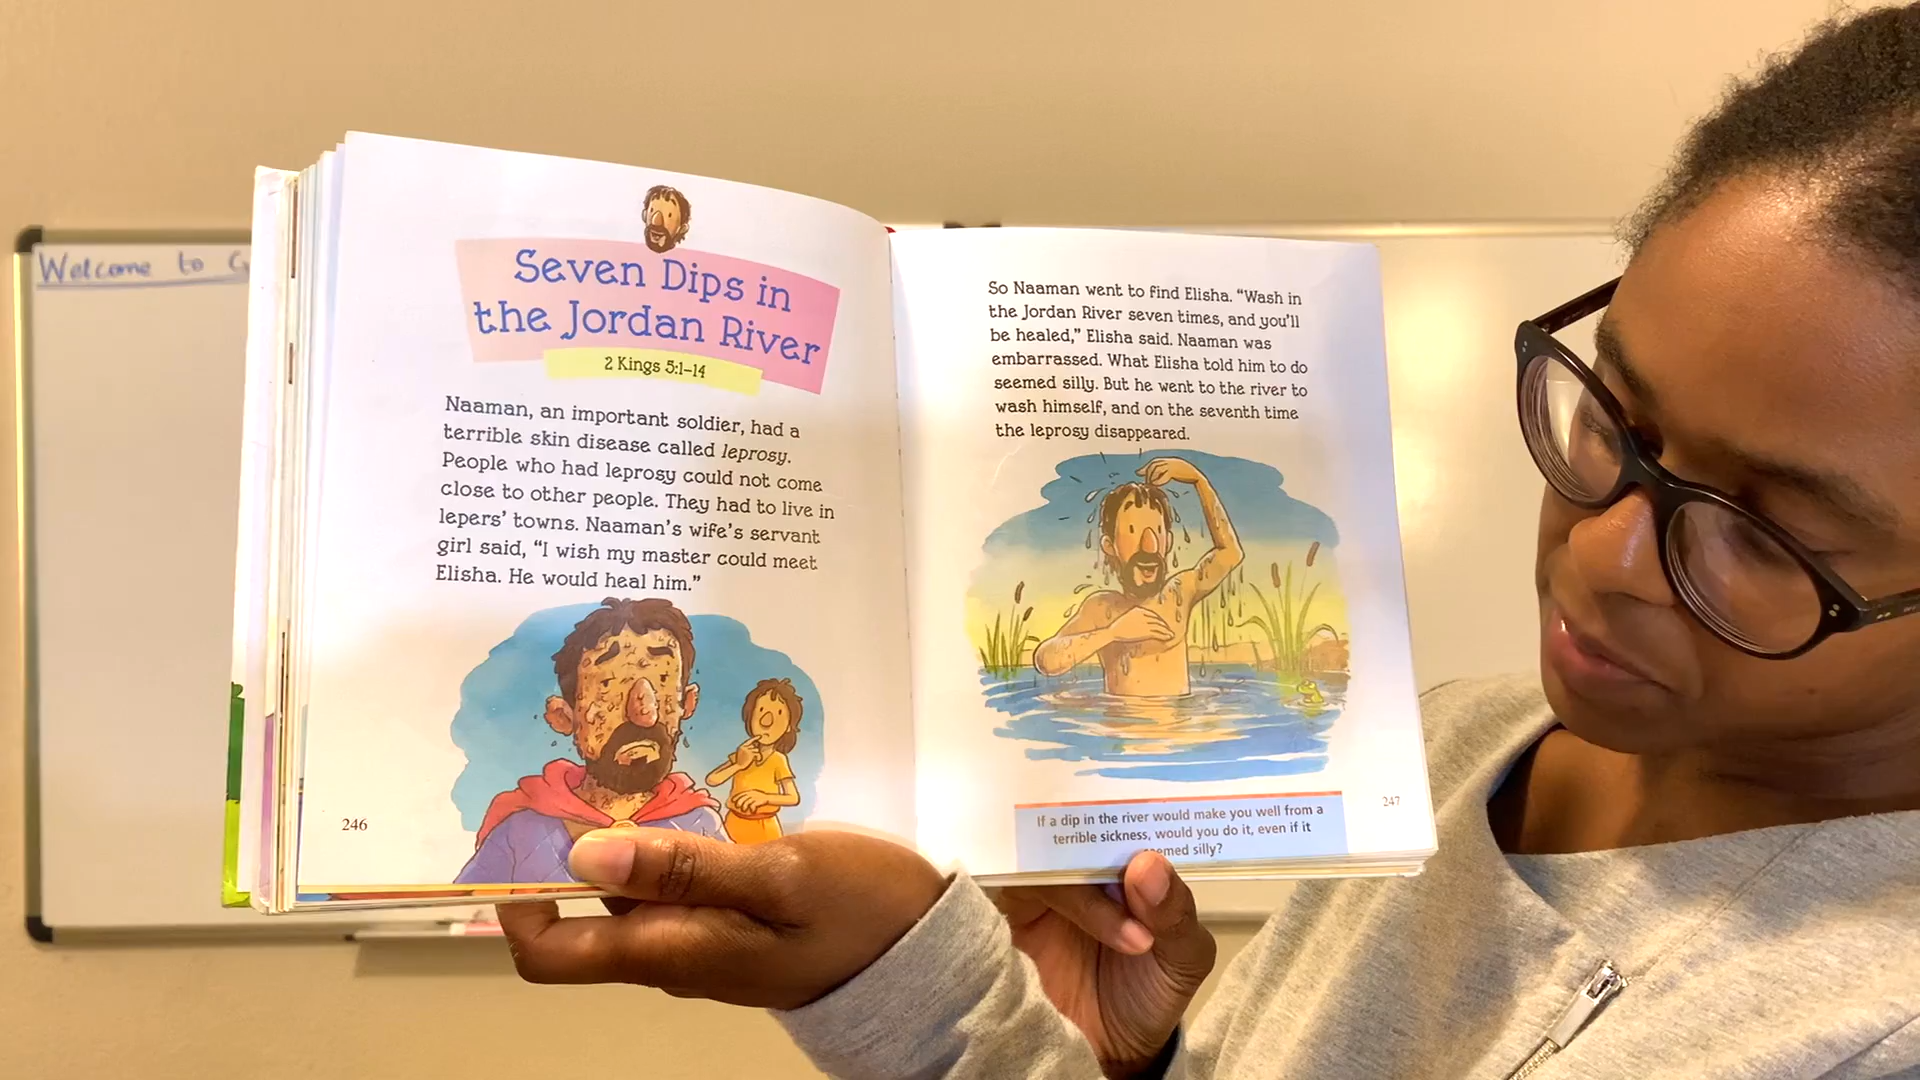 Welcome to
Seven Dips in
the Jordan River
2 Kings 5:1–14
Naaman, an important soldier, had a
terrible skin disease called leprosy.
People who had leprosy could not come
close to other people. They had to live in
lepers’ towns. Naaman’s wife’s servant
girl said, “I wish my master could meet
Elisha. He would heal him.”
246
So Naaman went to find Elisha. “Wash in
the Jordan River seven times, and you’ll
be healed,” Elisha said. Naaman was
embarrassed. What Elisha told him to do
seemed silly. But he went to the river to
wash himself, and on the seventh time
the leprosy disappeared.
247
If a dip in the river would make you well from a
terrible sickness, would you do it, even if it
silly?